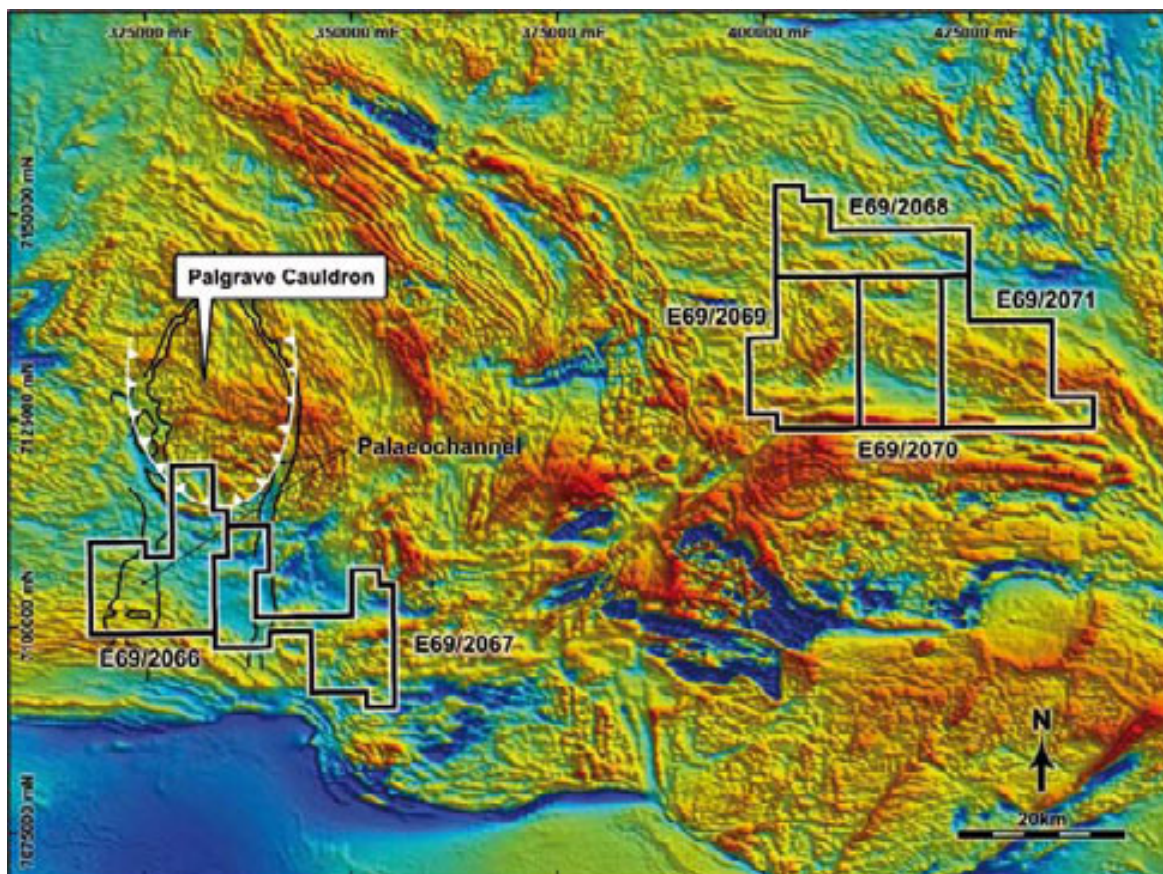 325000 mE
350000 mE
375000 mE
400000 mE
425000 mE
7150000 mN
7125000 mN
7100000 mN
7075000 mN
Palgrave Cauldron
Palaeochannel
E69/2068
E69/2069
E69/2071
E69/2070
E69/2066
E69/2067
N
20km